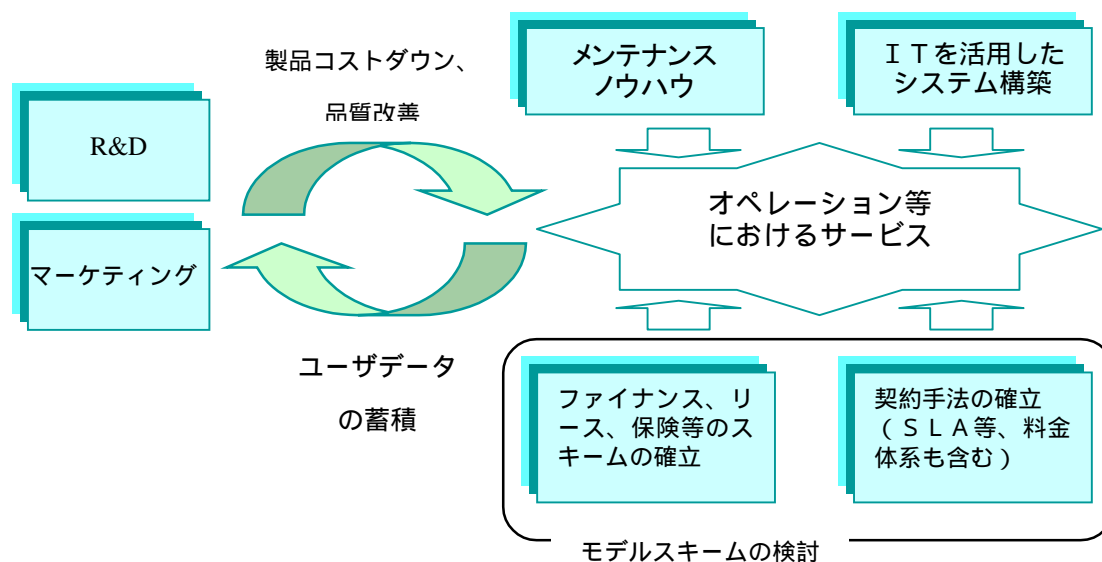 製品コストダウン、
品質改善
R&D
マーケティング
ユーザデータ
の蓄積
メンテナンス
ノウハウ
ＩＴを活用した
システム構築
オペレーション等
におけるサービス
ファイナンス、リ
ース、保険等のス
キームの確立
契約手法の確立
（ＳＬＡ等、料金
体系も含む）
モデルスキームの検討